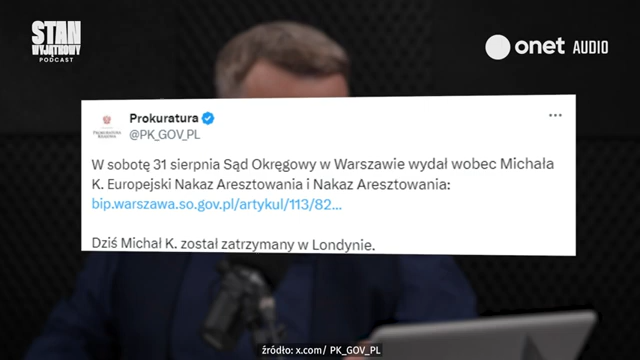 STAN
WYJĄTKOWY
PODCAST
onet AUDIO
Prokuratura
@PK_GOV_PL
W sobotę 31 sierpnia Sąd Okręgowy w Warszawie wydał wobec Michała
K. Europejski Nakaz Aresztowania i Nakaz Aresztowania:
bip.warszawa.so.gov.pl/artykul/113/82...
Dziś Michał K. został zatrzymany w Londynie.
źródło: x.com/ PK_GOV_PL